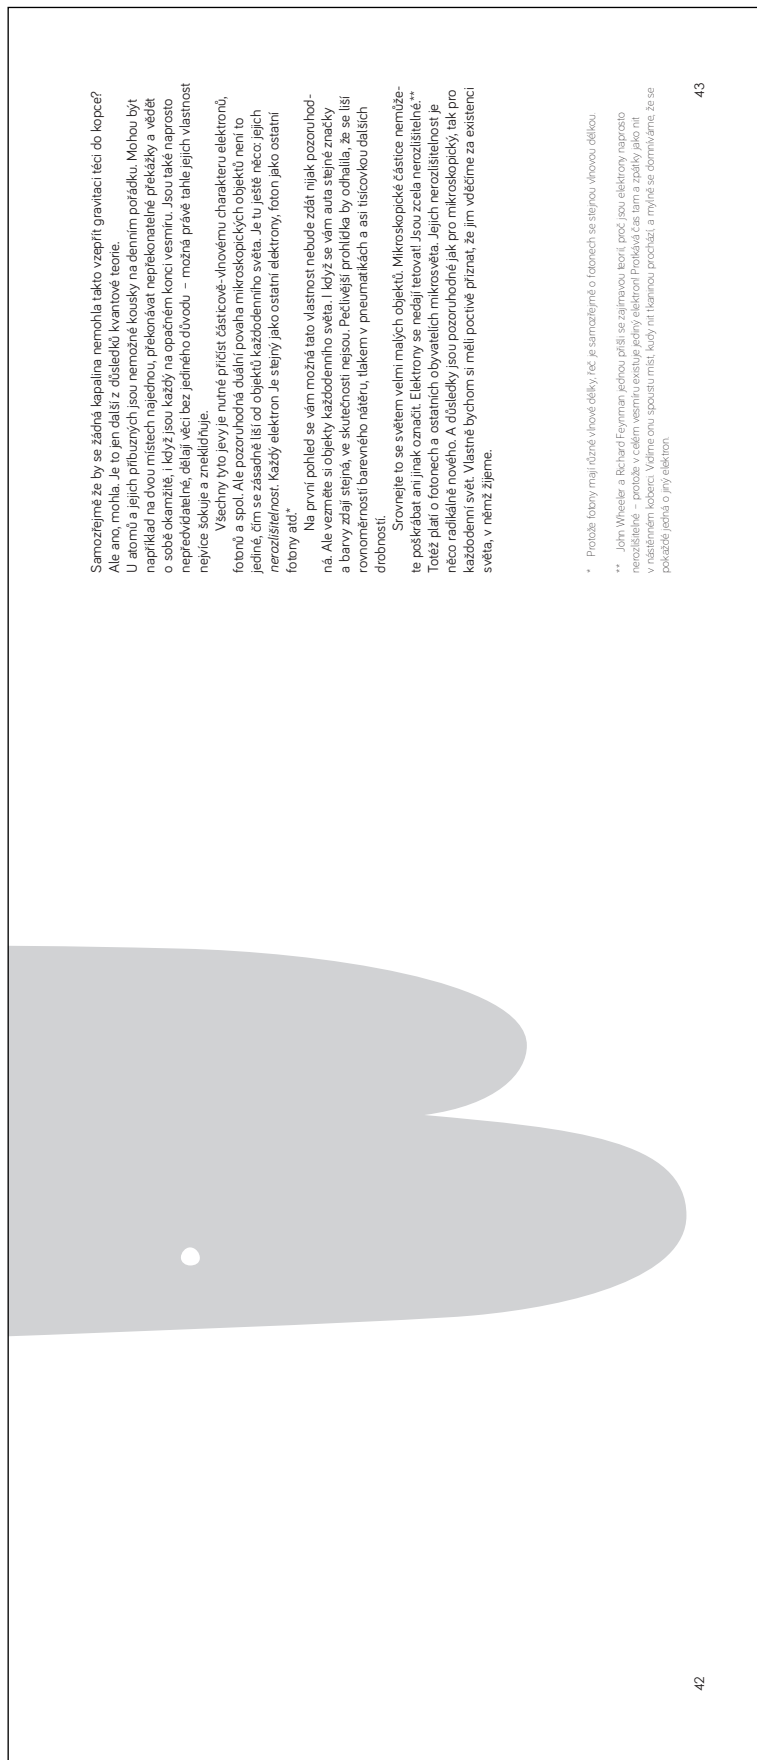 Samozřejmě že by se žádná kapalina nemohla takto vzepřít gravitaci téci do kopce?
Ale ano, mohla. Je to jen další z důsledků kvantové teorie.
U atomů a jejich příbuzných jsou nemožné kousky na denním pořádku. Mohou být
například na dvou místech najednou, překonávat nepřekonatelné překážky a vědět
o sobě okamžitě, i když jsou každý na opačném konci vesmíru. Jsou také naprosto
nepředvídatelné, dělají věci bez jediného důvodu – možná právě tahle jejich vlastnost
nejvíce šokuje a zneklidňuje.
Všechny tyto jevy je nutné přičíst částicově-vlnovému charakteru elektronů,
fotonů a spol. Ale pozoruhodná duální povaha mikroskopických objektů není to
jediné, čím se zásadně liší od objektů každodenního světa. Je tu ještě něco: jejich
nerozlišitelnost. Každý elektron Je stejný jako ostatní elektrony, foton jako ostatní
fotony atd.*
Na první pohled se vám možná tato vlastnost nebude zdát nijak pozoruhod-
ná. Ale vezměte si objekty každodenního světa. I když se vám auta stejné značky
a barvy zdají stejná, ve skutečnosti nejsou. Pečlivější prohlídka by odhalila, že se liší
rovnoměrností barevného nátěru, tlakem v pneumatikách a asi tisícovkou dalších
drobností.
Srovnejte to se světem velmi malých objektů. Mikroskopické částice nemůže-
te poškrábat ani jinak označit. Elektrony se nedají tetovat! Jsou zcela nerozlišitelné.**
Totéž platí o fotonech a ostatních obyvatelích mikrosvěta. Jejich nerozlišitelnost je
něco radikálně nového. A důsledky jsou pozoruhodné jak pro mikroskopický, tak pro
každodenní svět. Vlastně bychom si měli poctivě přiznat, že jim vděčíme za existenci
světa, v němž žijeme.
* Protože fotony mají různé vlnové délky, řeč je samozřejmě o fotonech se stejnou vlnovou délkou.
** John Wheeler a Richard Feynman jednou přišli se zajímavou teorií, proč jsou elektrony naprosto
nerozlišitelné – protože v celém vesmíru existuje jediný elektron! Protkává čas tam a zpátky jako nit
v nástěnném koberci. Vidíme onu spoustu míst, kudy nit tkaninou prochází, a mylně se domníváme, že se
pokaždé jedná o jiný elektron.
42
43